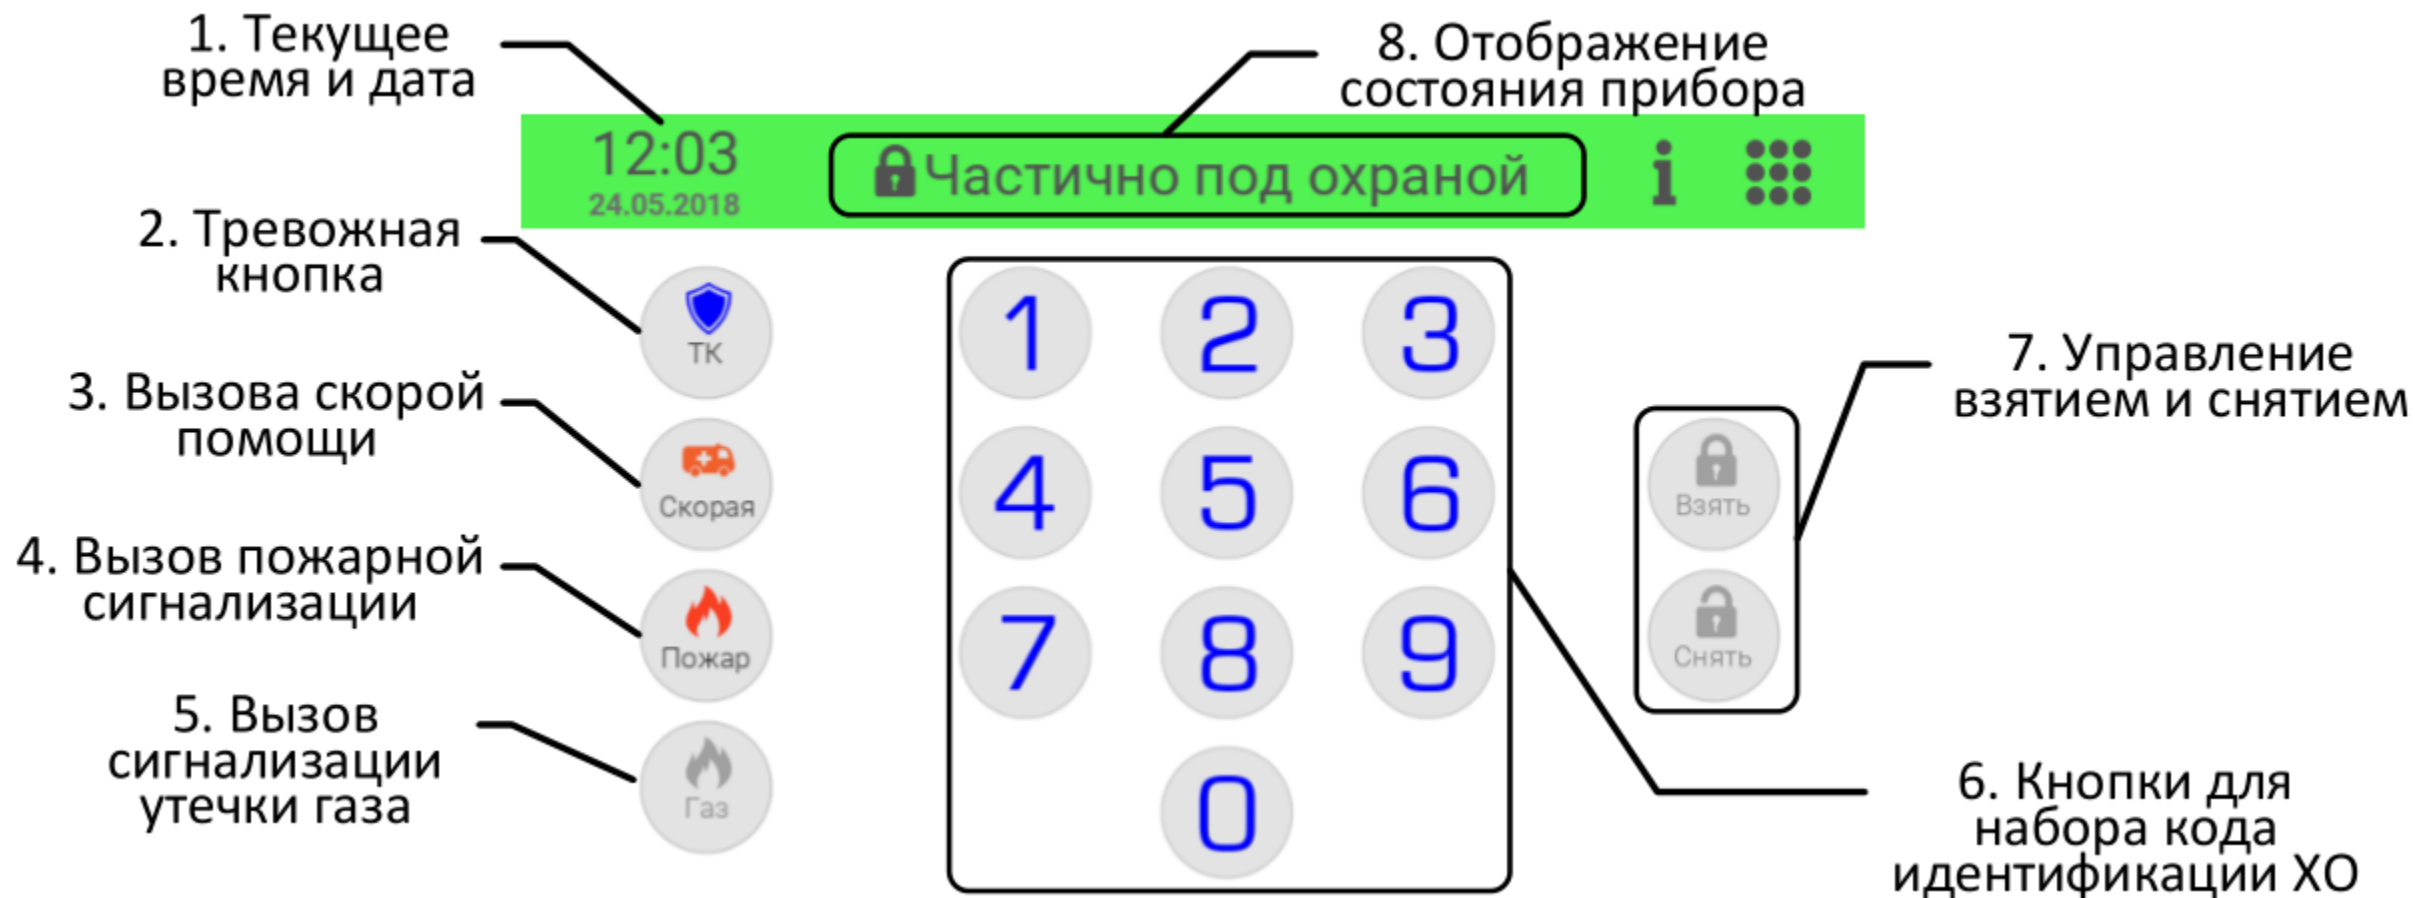 1. Текущее
время и дата
8. Отображение
состояния прибора
12:03
24.05.2018
Частично под охраной
2. Тревожная
кнопка
ТК
3. Вызова скорой
помощи
Скорая
4. Вызов пожарной
сигнализации
Пожар
5. Вызов
сигнализации
утечки газа
Газ
1 2 3
4 5 6
7 8 9
0
7. Управление
взятием и снятием
Взять
Снять
6. Кнопки для
набора кода
идентификации ХО